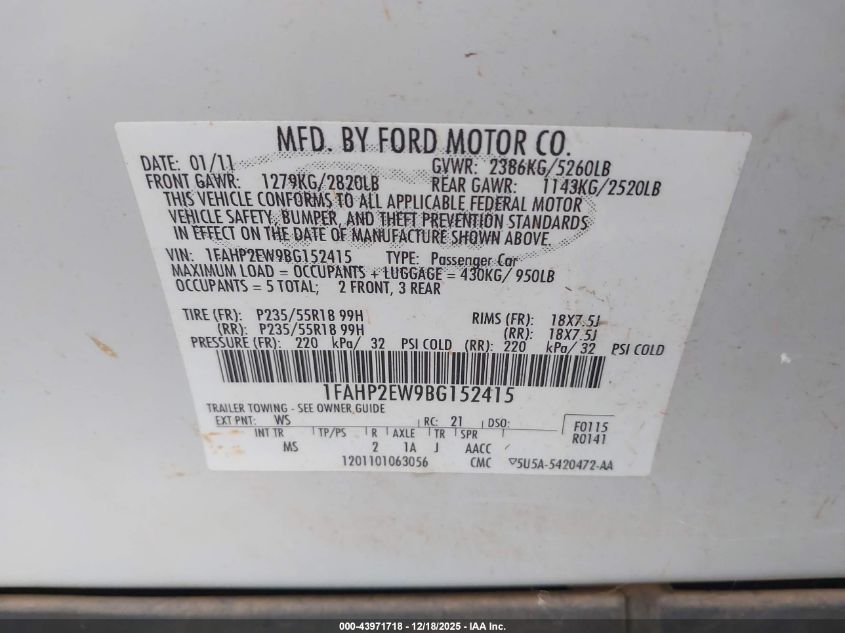 MFD. BY FORD MOTOR CO.
DATE: 01/11 GVWR: 2386KG/5260LB
FRONT GAWR: 1279KG/2820LB REAR GAWR: 1143KG/2520LB
THIS VEHICLE CONFORMS TO ALL APPLICABLE FEDERAL MOTOR
VEHICLE SAFETY, BUMPER, AND THEFT PREVENTION STANDARDS
IN EFFECT ON THE DATE OF MANUFACTURE SHOWN ABOVE.
VIN: 1FAHP2EW9BG152415 TYPE: Passenger Car
MAXIMUM LOAD = OCCUPANTS + LUGGAGE = 430KG/ 950LB
OCCUPANTS = 5 TOTAL; 2 FRONT, 3 REAR
TIRE (FR): P235/55R18 99H RIMS (FR): 18X7.5J
(RR): P235/55R18 99H (RR): 18X7.5J
PRESSURE (FR): 220 kPa/ 32 PSI COLD (RR): 220 kPa/ 32 PSI COLD
1FAHP2EW9BG152415
TRAILER TOWING - SEE OWNER GUIDE
EXT PNT: WS RC: 21 DSO: F0115
INT TR TP/PS R AXLE TR SPR R0141
MS 2 1A J AACC
1201101063056 CMC ▽5U5A-5420472-AA
000-43971718 - 12/18/2025 - IAA Inc.